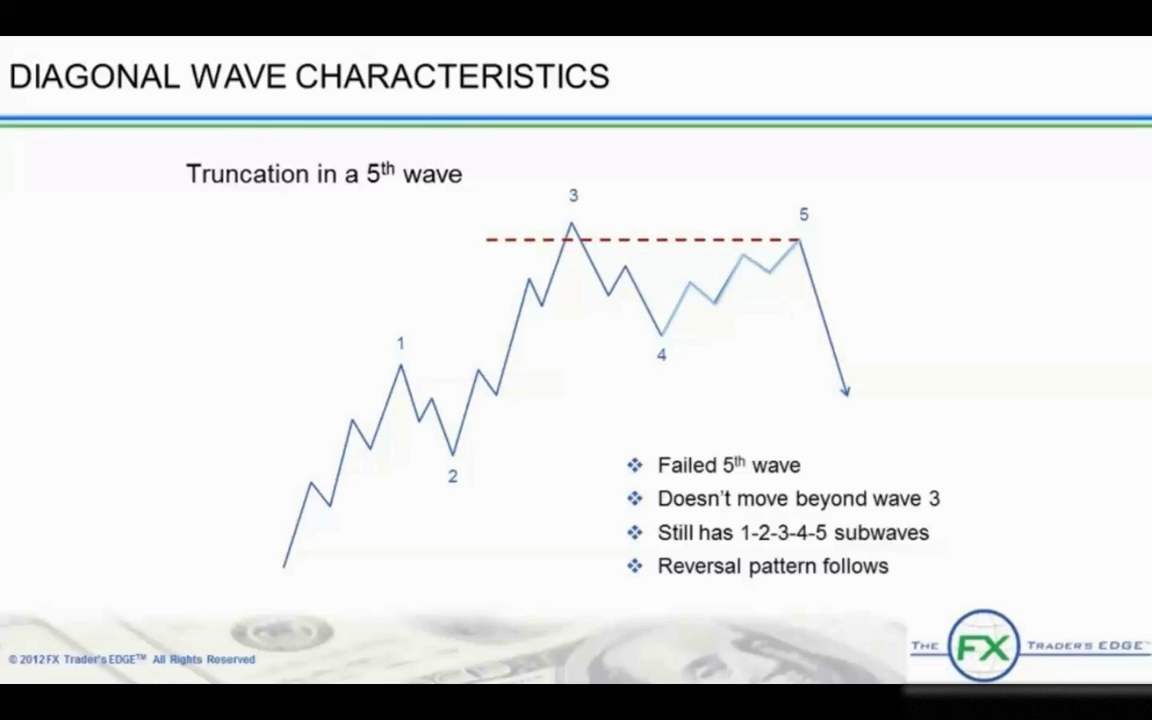 DIAGONAL WAVE CHARACTERISTICS
Truncation in a 5th wave
3
5
1
4
2
Failed 5th wave
Doesn't move beyond wave 3
Still has 1-2-3-4-5 subwaves
Reversal pattern follows
© 2012 FX Trader's EDGE™ All Rights Reserved
THE FX TRADER'S EDGE